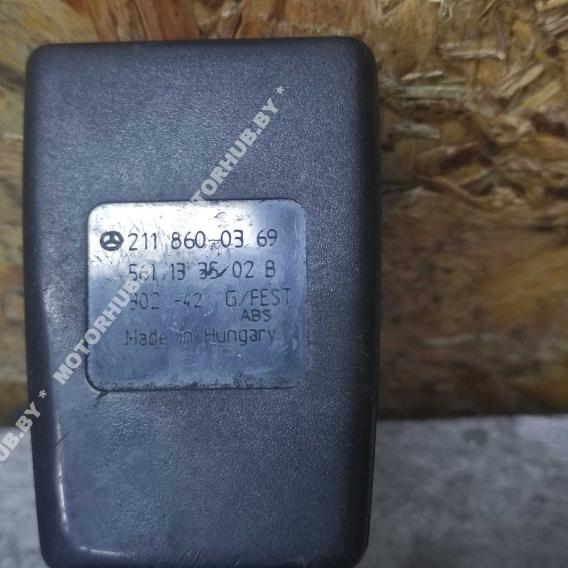 211 860-03 69
561 13 35/02 B
302 -42 G/FEST
ABS
Made in Hungary
MOTORHUB.BY * MOTORHUB.BY *